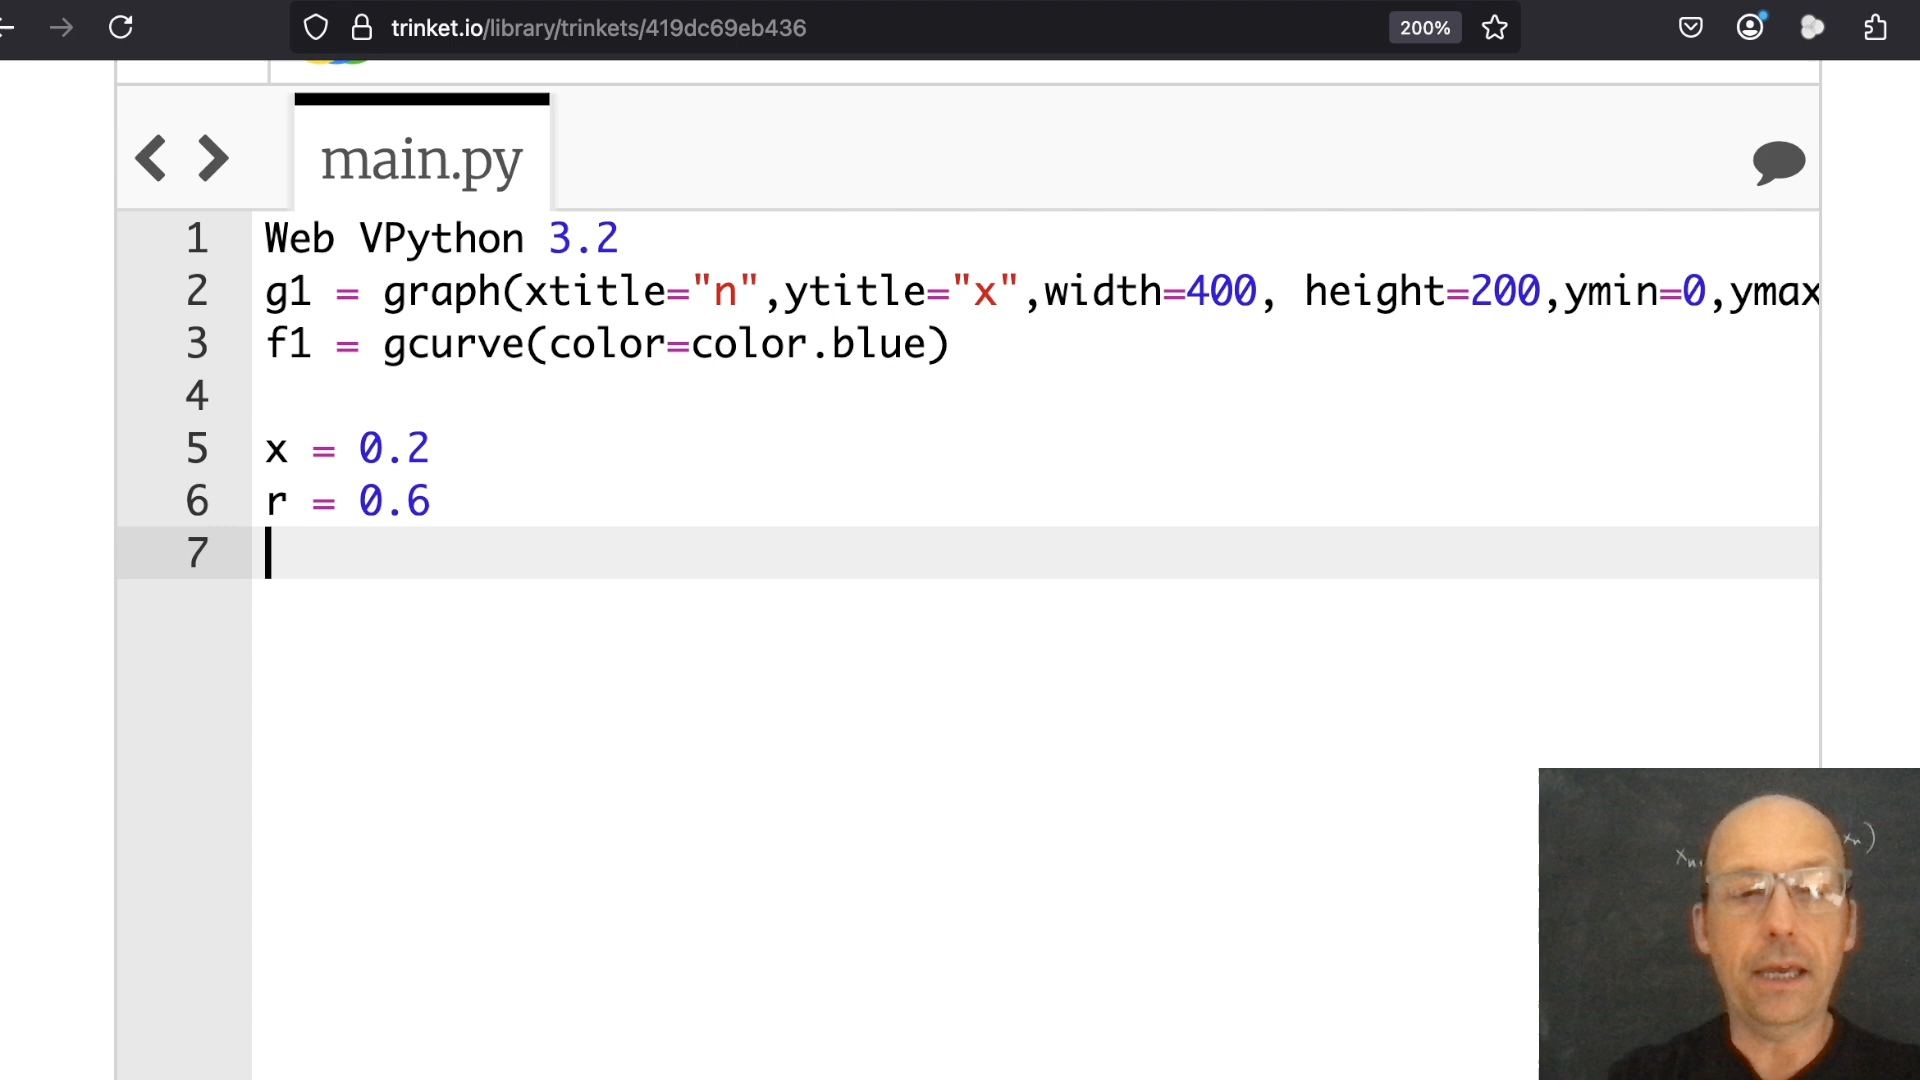 trinket.io/library/trinkets/419dc69eb436
200%
main.py
1 Web VPython 3.2
2 g1 = graph(xtitle="n",ytitle="x",width=400, height=200,ymin=0,ymax
3 f1 = gcurve(color=color.blue)
4
5 x = 0.2
6 r = 0.6
7